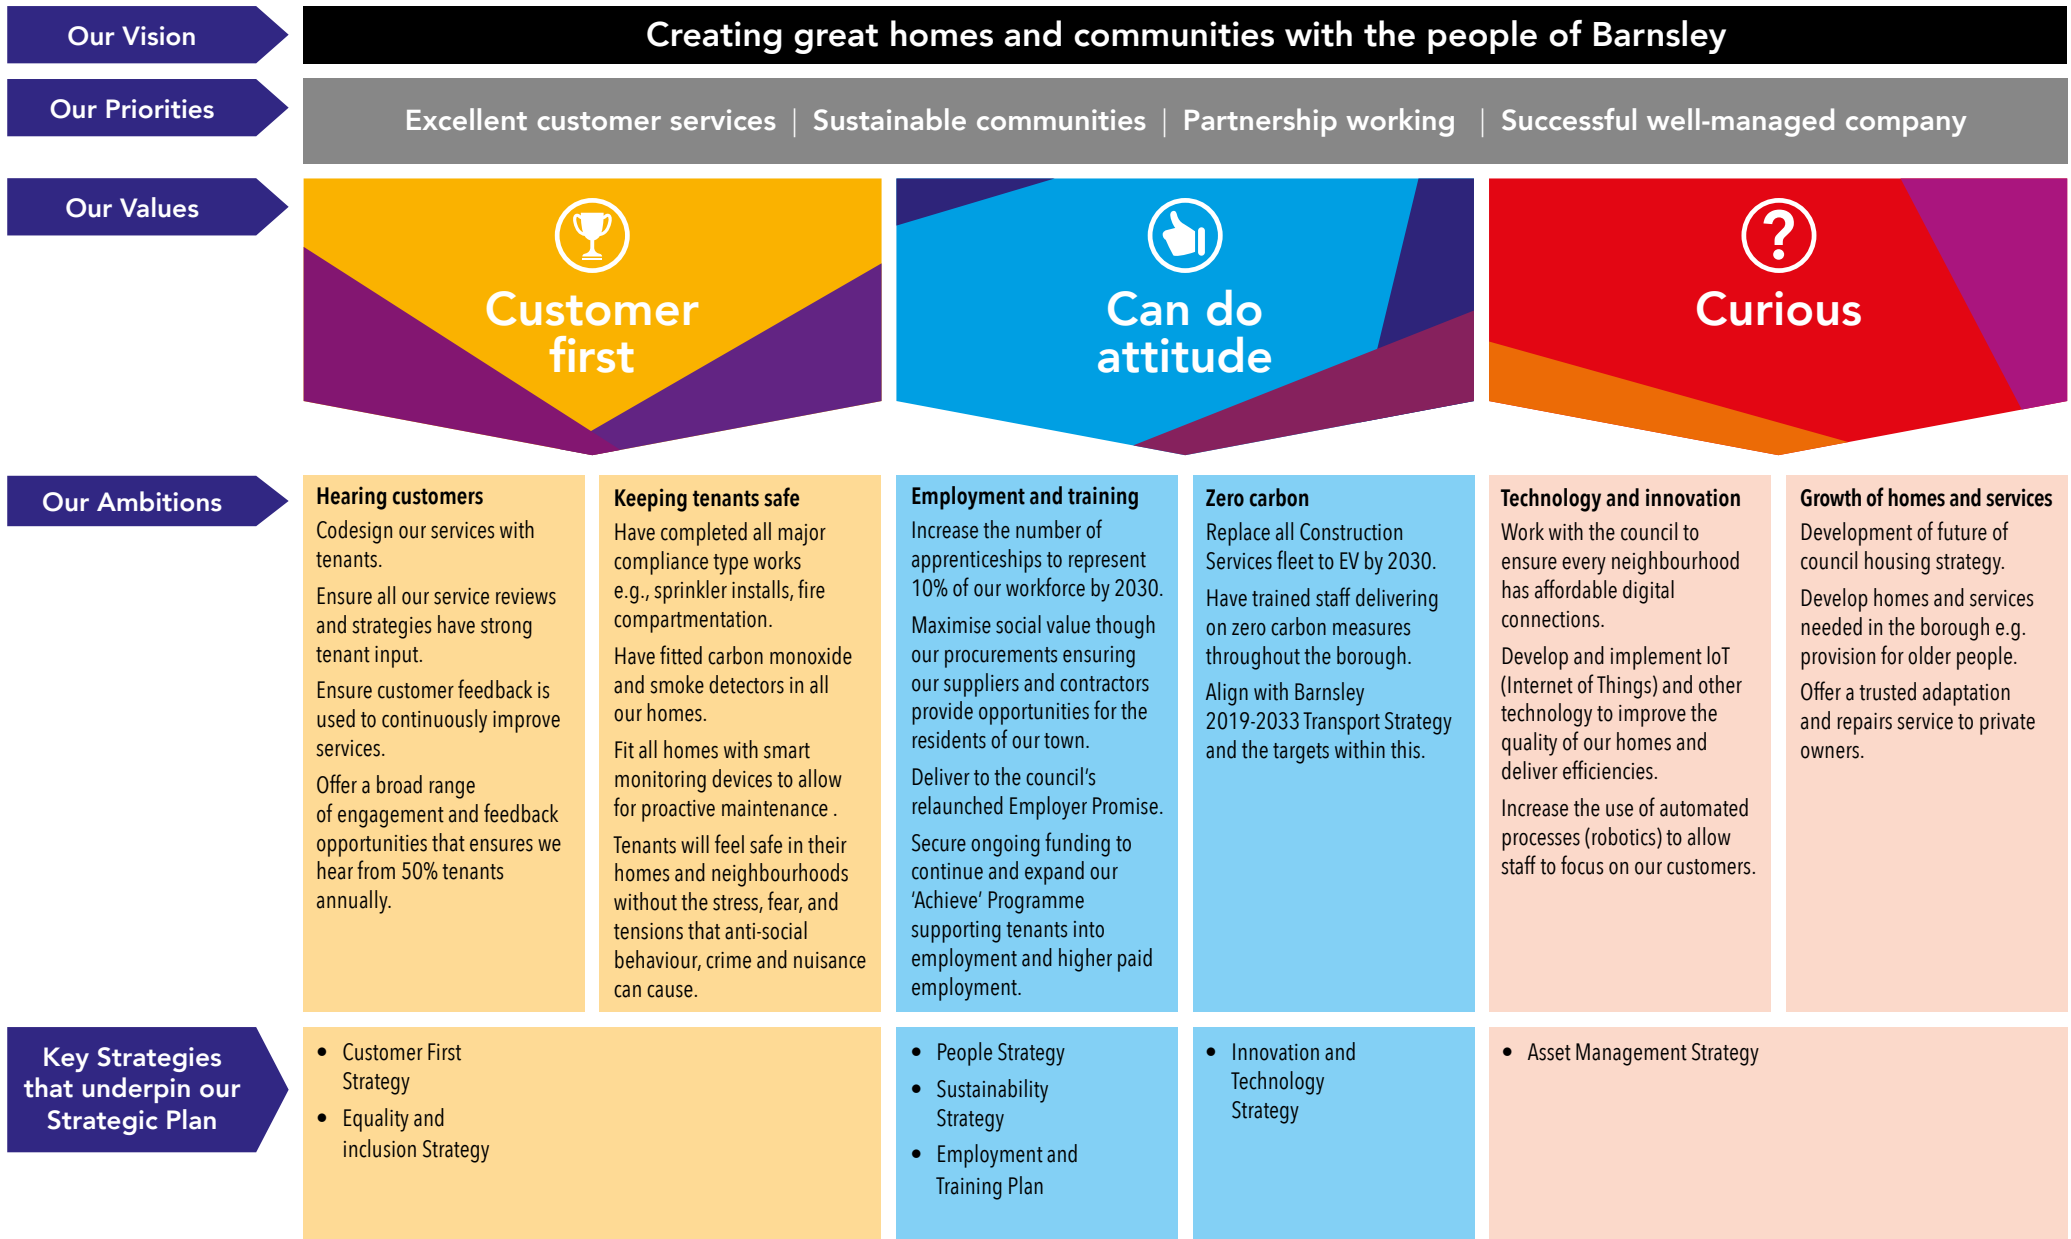 Our Vision
Creating great homes and communities with the people of Barnsley
Our Priorities
Excellent customer services | Sustainable communities | Partnership working | Successful well-managed company
Our Values
Customer
first
Can do
attitude
Curious
Our Ambitions
Hearing customers
Codesign our services with
tenants.
Ensure all our service reviews
and strategies have strong
tenant input.
Ensure customer feedback is
used to continuously improve
services.
Offer a broad range
of engagement and feedback
opportunities that ensures we
hear from 50% tenants
annually.
Keeping tenants safe
Have completed all major
compliance type works
e.g., sprinkler installs, fire
compartmentation.
Have fitted carbon monoxide
and smoke detectors in all
our homes.
Fit all homes with smart
monitoring devices to allow
for proactive maintenance .
Tenants will feel safe in their
homes and neighbourhoods
without the stress, fear, and
tensions that anti-social
behaviour, crime and nuisance
can cause.
Employment and training
Increase the number of
apprenticeships to represent
10% of our workforce by 2030.
Maximise social value though
our procurements ensuring
our suppliers and contractors
provide opportunities for the
residents of our town.
Deliver to the council's
relaunched Employer Promise.
Secure ongoing funding to
continue and expand our
'Achieve' Programme
supporting tenants into
employment and higher paid
employment.
Zero carbon
Replace all Construction
Services fleet to EV by 2030.
Have trained staff delivering
on zero carbon measures
throughout the borough.
Align with Barnsley
2019-2033 Transport Strategy
and the targets within this.
Technology and innovation
Work with the council to
ensure every neighbourhood
has affordable digital
connections.
Develop and implement IoT
(Internet of Things) and other
technology to improve the
quality of our homes and
deliver efficiencies.
Increase the use of automated
processes (robotics) to allow
staff to focus on our customers.
Growth of homes and services
Development of future of
council housing strategy.
Develop homes and services
needed in the borough e.g.
provision for older people.
Offer a trusted adaptation
and repairs service to private
owners.
Key Strategies
that underpin our
Strategic Plan
• Customer First
Strategy
• Equality and
inclusion Strategy
• People Strategy
• Sustainability
Strategy
• Employment and
Training Plan
• Innovation and
Technology
Strategy
• Asset Management Strategy